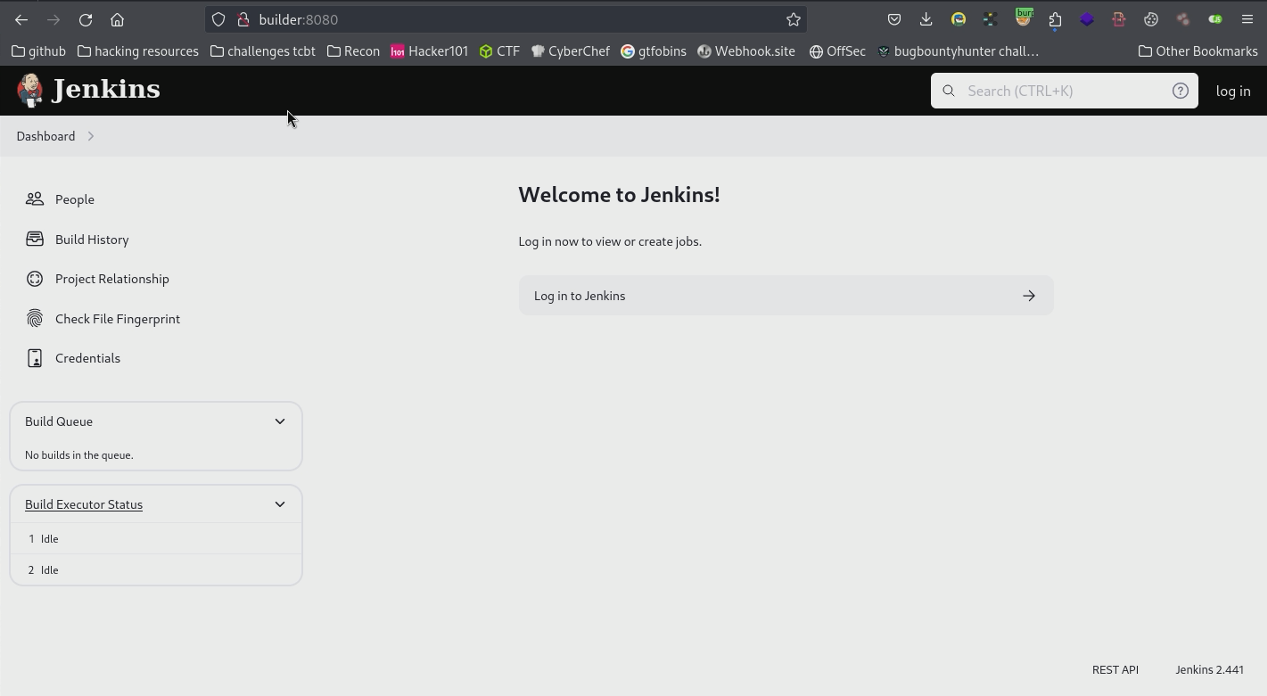 builder:8080
github hacking resources challenges tcbt Recon 101 Hacker101 CTF CyberChef gtfobins Webhook.site OffSec bugbountyhunter chall... Other Bookmarks
Jenkins Search (CTRL+K) ? log in
Dashboard
People
Build History
Project Relationship
Check File Fingerprint
Credentials
Build Queue
No builds in the queue.
Build Executor Status
1 Idle
2 Idle
Welcome to Jenkins!
Log in now to view or create jobs.
Log in to Jenkins
REST API Jenkins 2.441